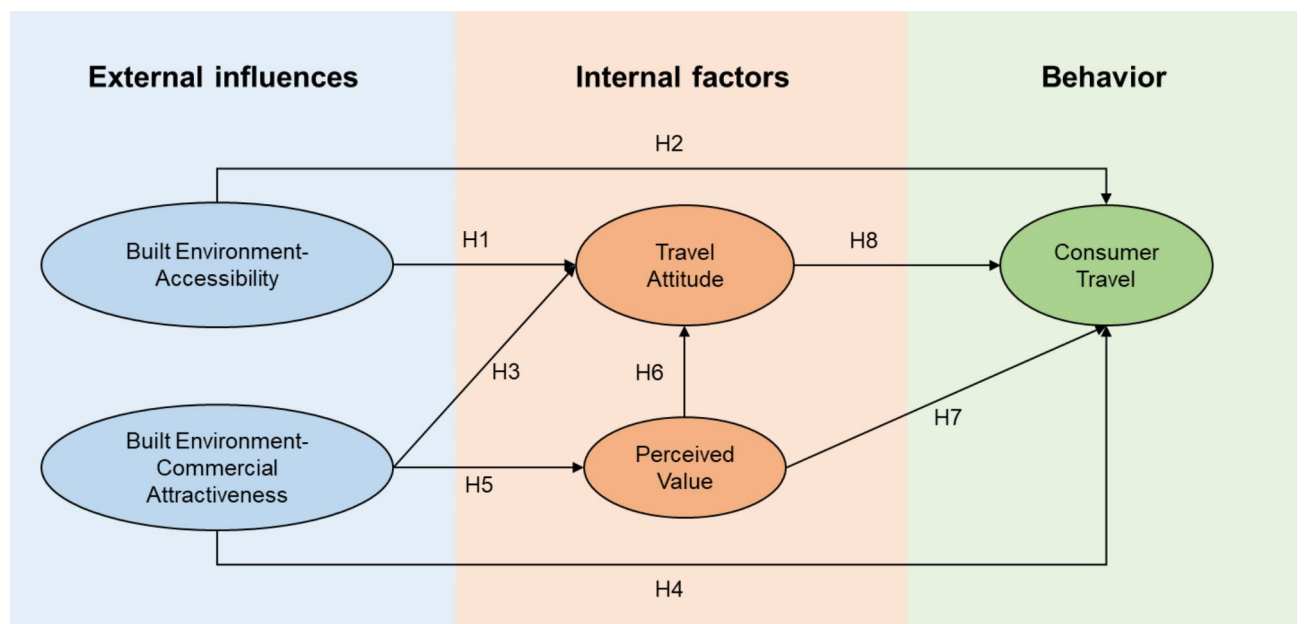 External influences
Internal factors
Behavior
H2
Built Environment-
Accessibility
H1
Travel
Attitude
H8
Consumer
Travel
H3
H6
H7
Built Environment-
Commercial
Attractiveness
H5
Perceived
Value
H4